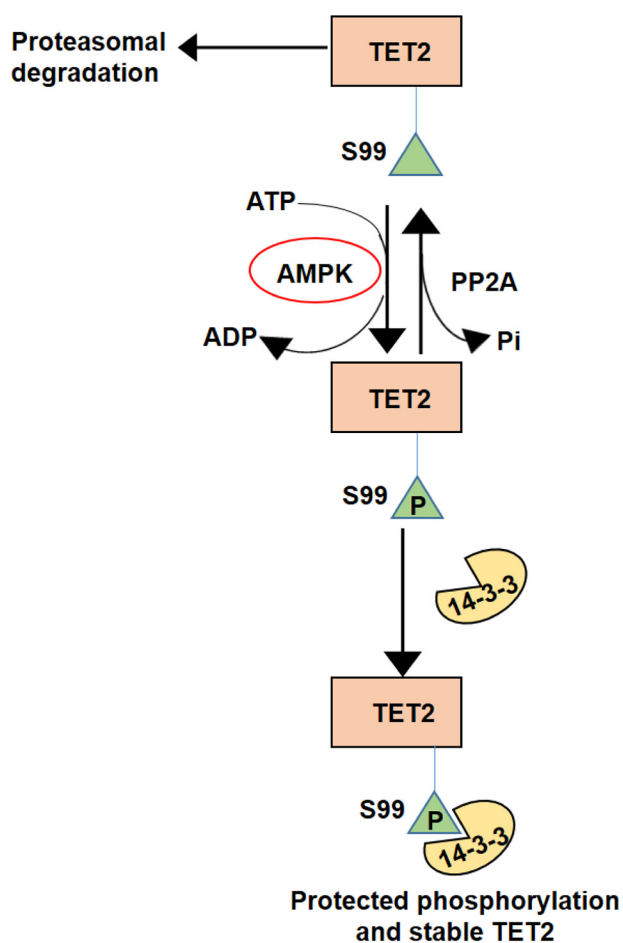 Proteasomal
degradation
TET2
S99
ATP
AMPK
ADP
PP2A
Pi
TET2
S99
P
14-3-3
TET2
S99
P
14-3-3
Protected phosphorylation
and stable TET2